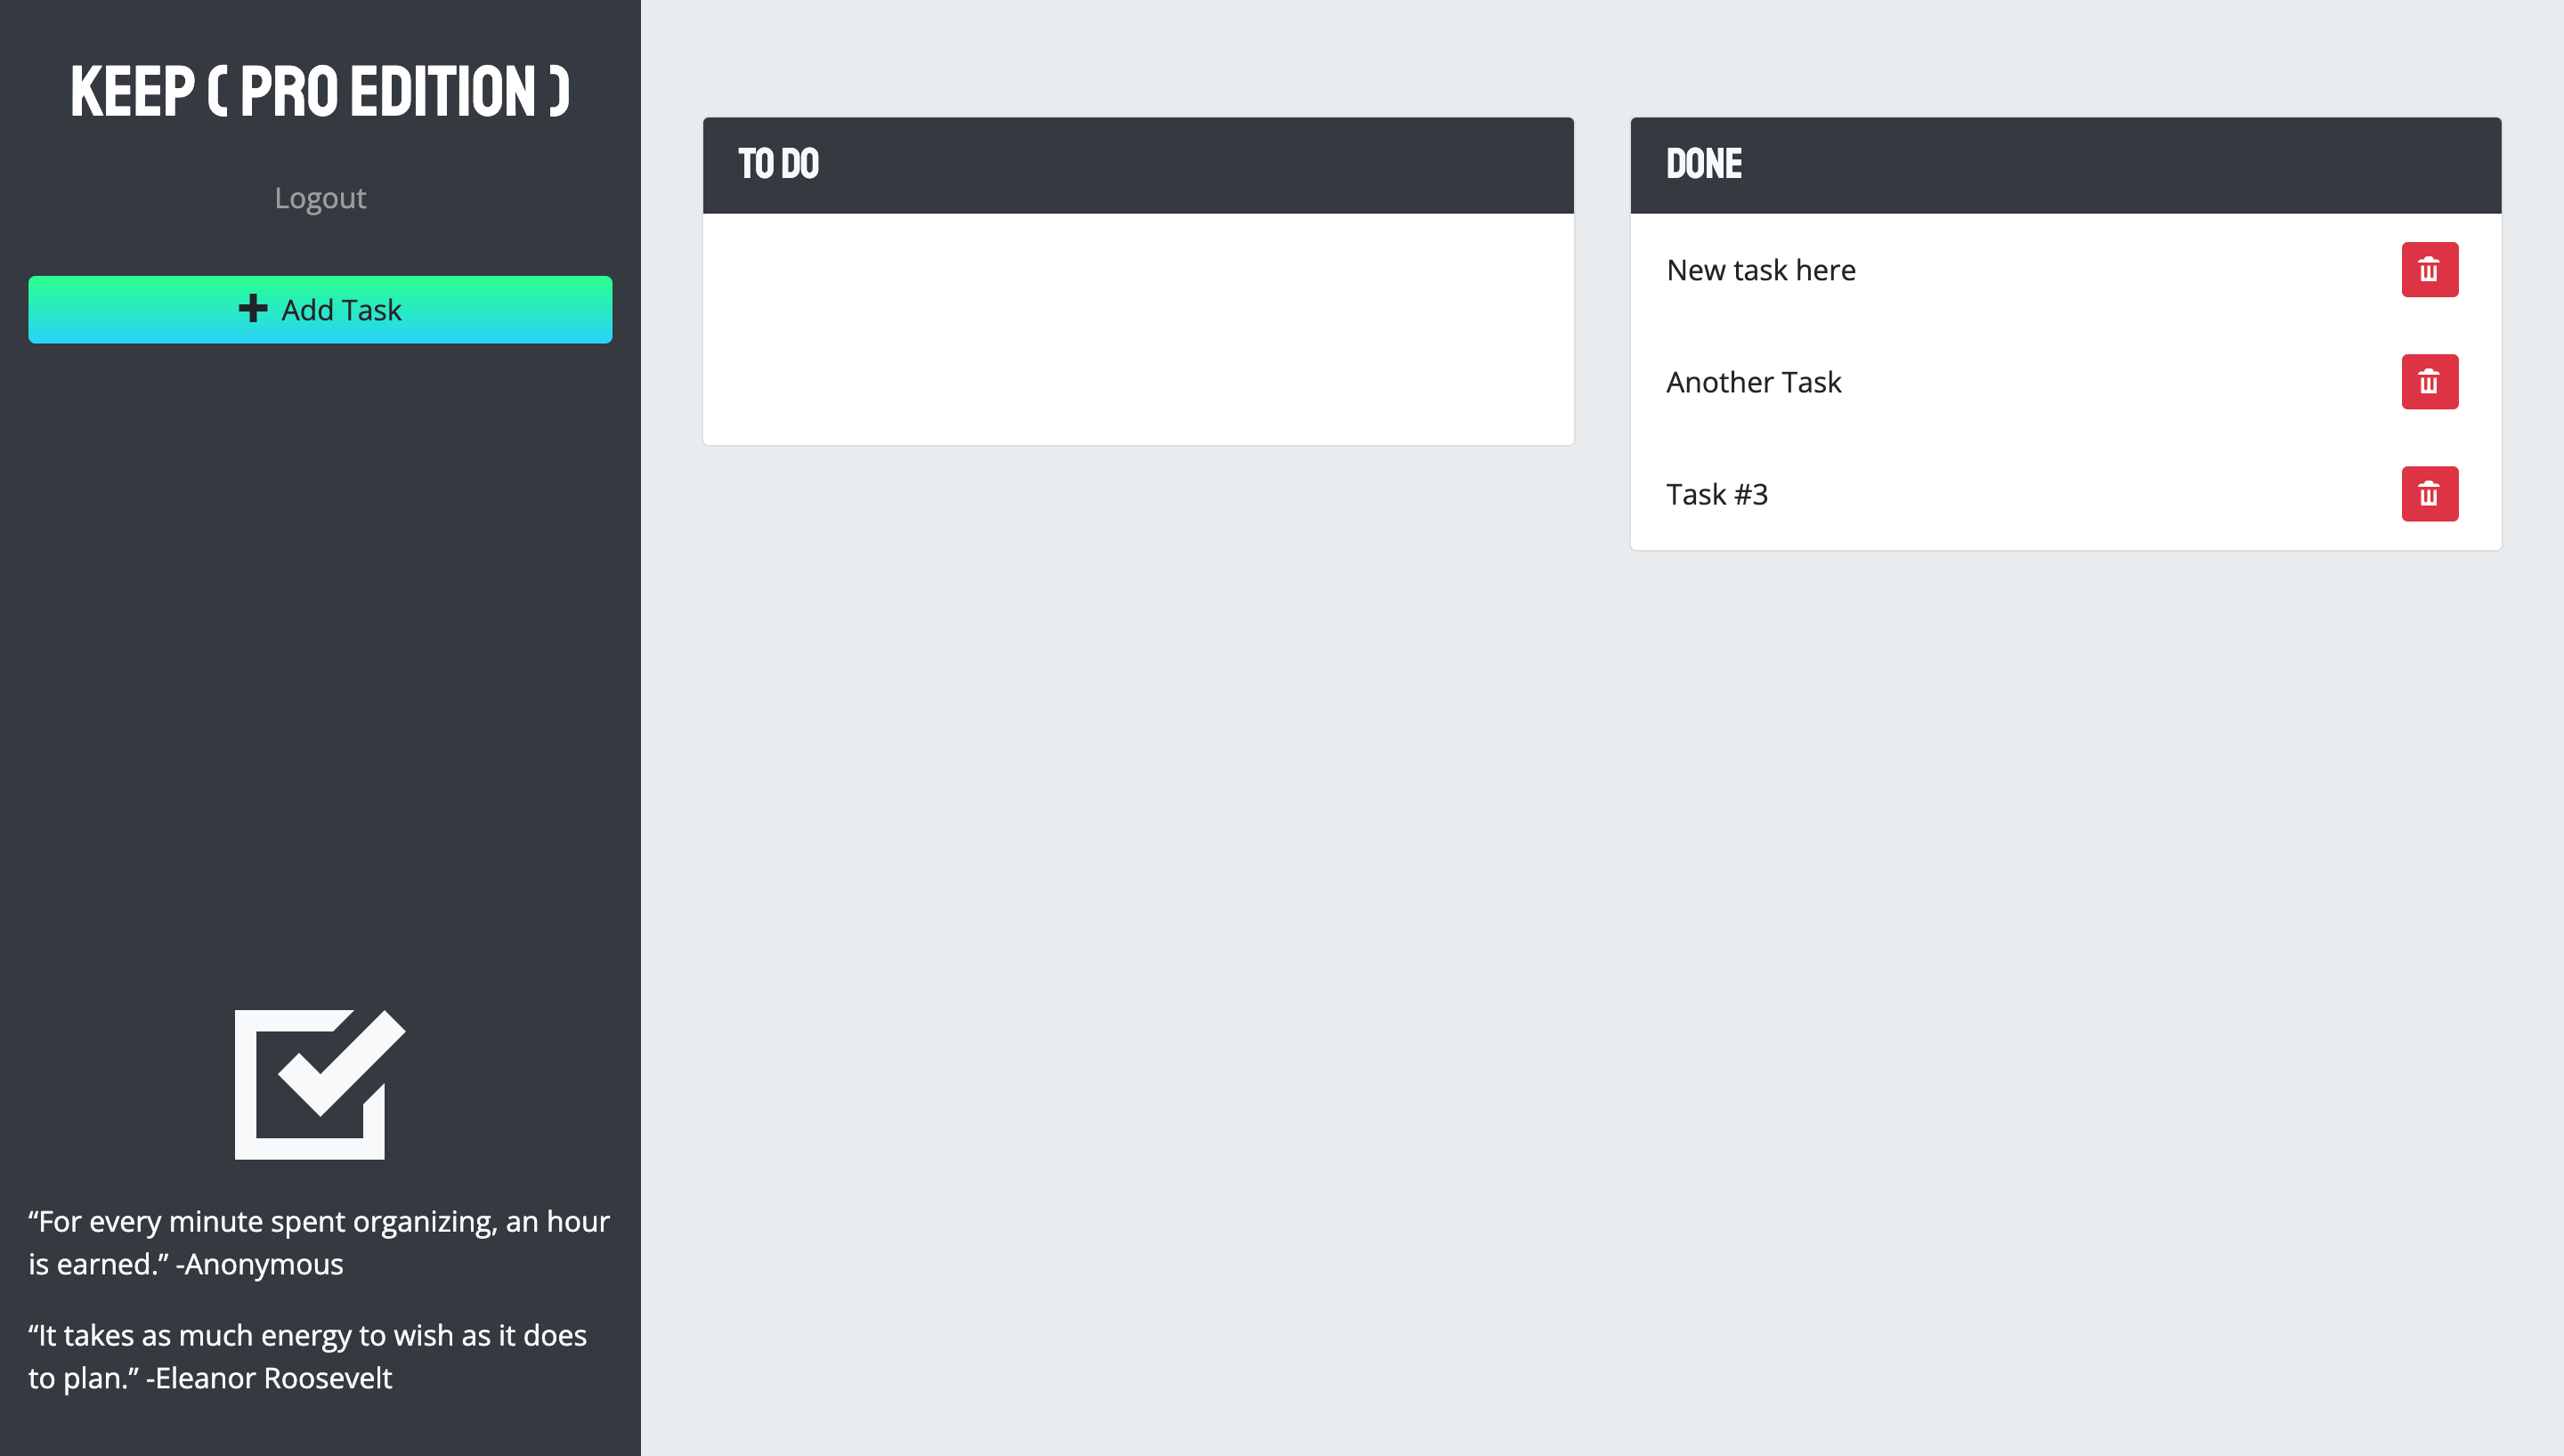 KEEP ( PRO EDITION )
Logout
Add Task
“For every minute spent organizing, an hour
is earned.” -Anonymous
“It takes as much energy to wish as it does
to plan.” -Eleanor Roosevelt
TO DO
DONE
New task here
Another Task
Task #3